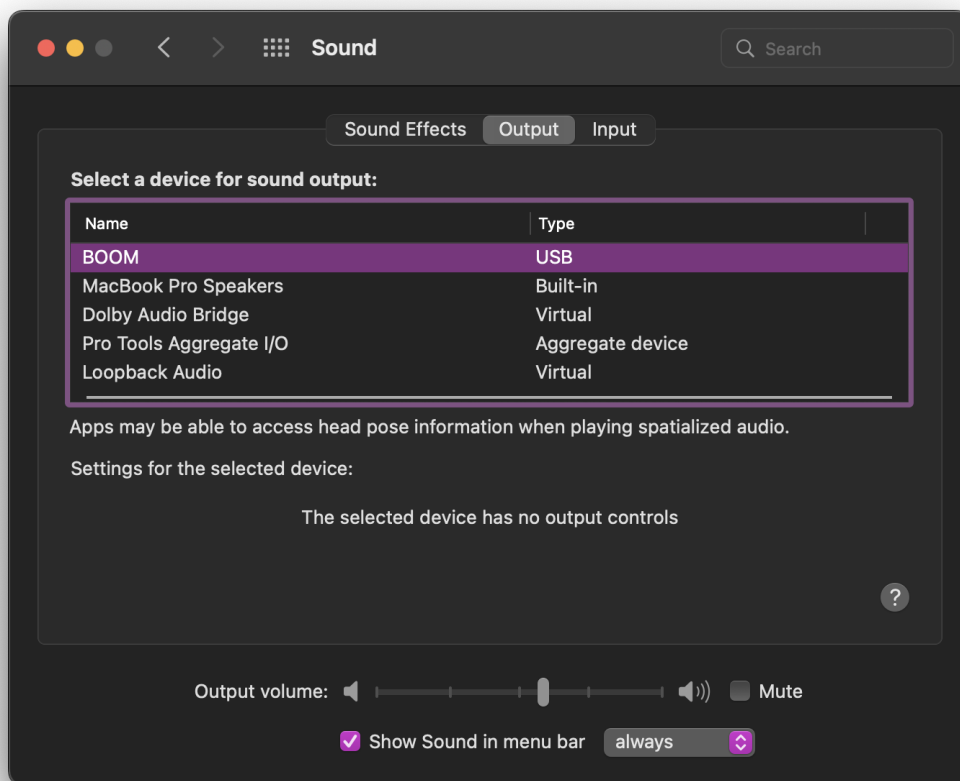 Sound
Search
Sound Effects Output Input
Select a device for sound output:
Name Type
BOOM USB
MacBook Pro Speakers Built-in
Dolby Audio Bridge Virtual
Pro Tools Aggregate I/O Aggregate device
Loopback Audio Virtual
Apps may be able to access head pose information when playing spatialized audio.
Settings for the selected device:
The selected device has no output controls
?
Output volume: Mute
Show Sound in menu bar always